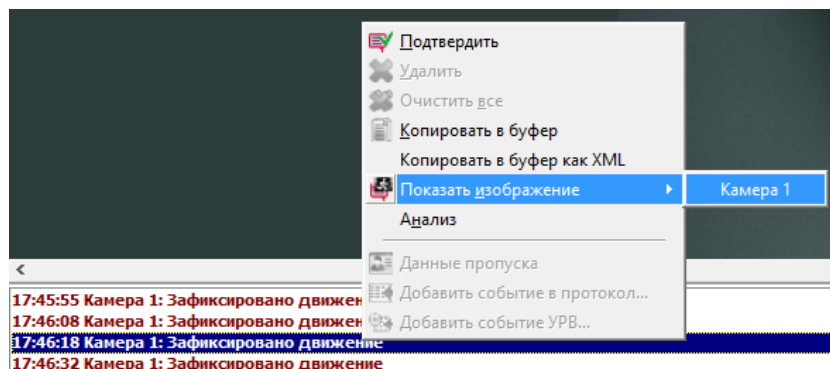 Подтвердить
Удалить
Очистить все
Копировать в буфер
Копировать в буфер как XML
Показать изображение
Камера 1
Анализ
Данные пропуска
Добавить событие в протокол...
Добавить событие УРВ...
17:45:55 Камера 1: Зафиксировано движен
17:46:08 Камера 1: Зафиксировано движен
17:46:18 Камера 1: Зафиксировано движение
17:46:32 Камера 1: Зафиксировано движение